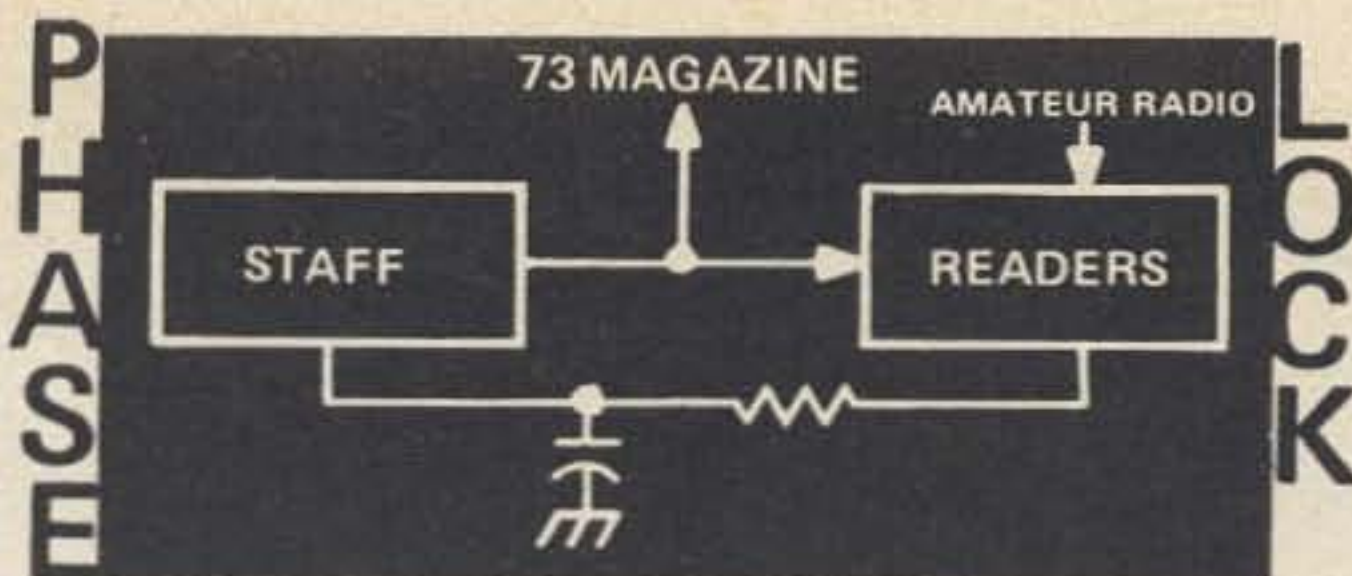 PHASE
LOCK
73 MAGAZINE
AMATEUR RADIO
STAFF
READERS